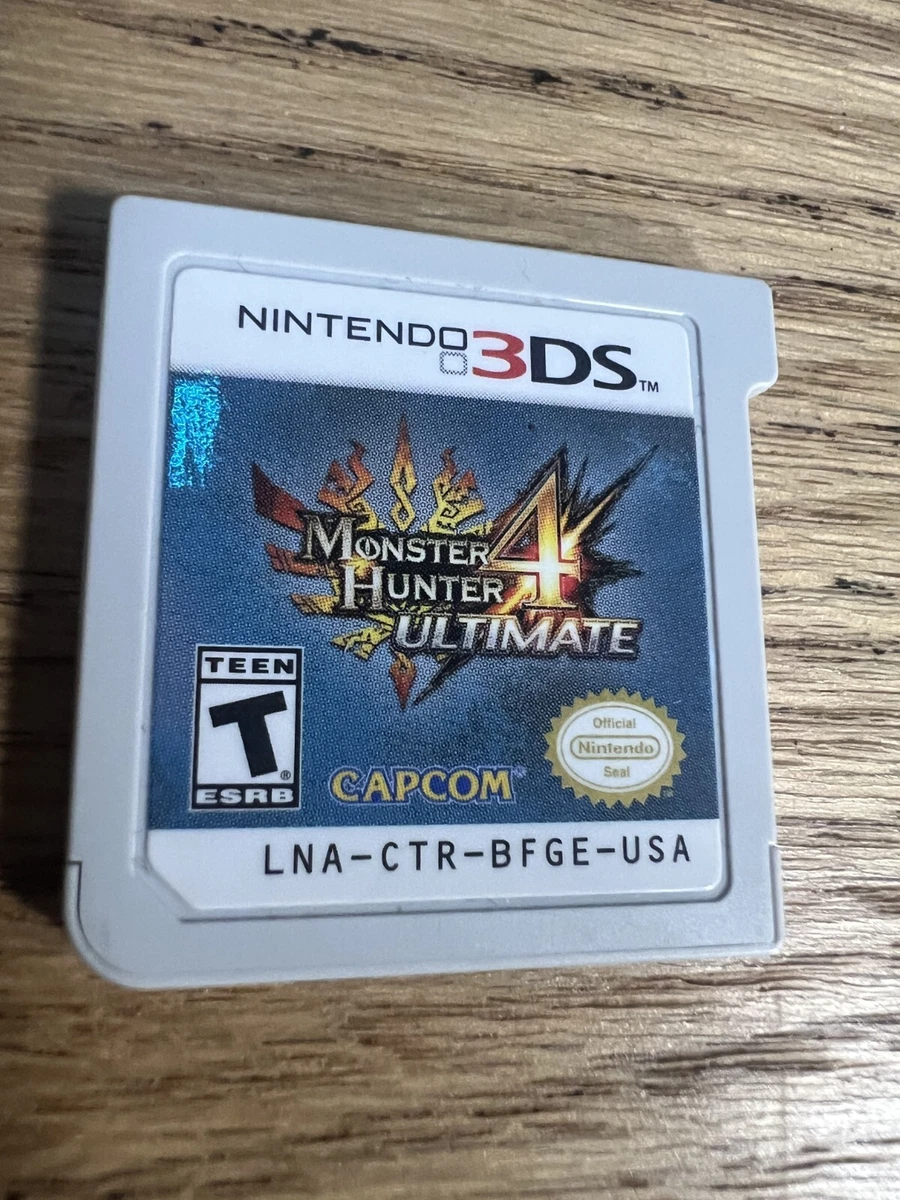 NINTENDO 3DS™
MONSTER
HUNTER 4
ULTIMATE
TEEN
T®
ESRB
CAPCOM®
Official
Nintendo
Seal
LNA-CTR-BFGE-USA